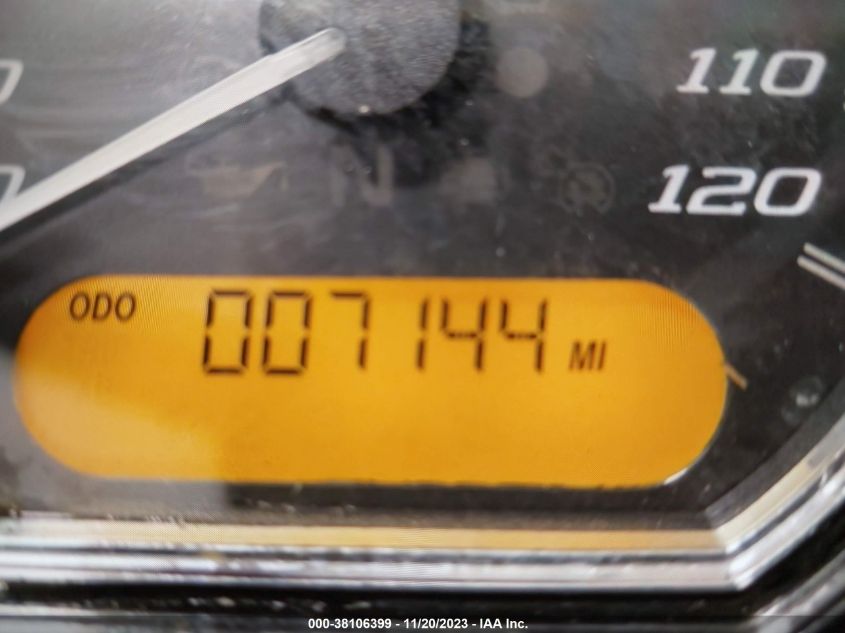 110
120
N
ODO 007144 MI
000-38106399 - 11/20/2023 - IAA Inc.